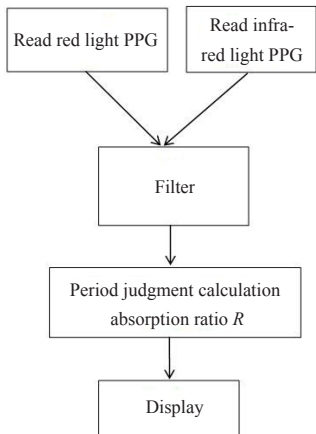 Read red light PPG
Read infra-
red light PPG
Filter
Period judgment calculation
absorption ratio R
Display